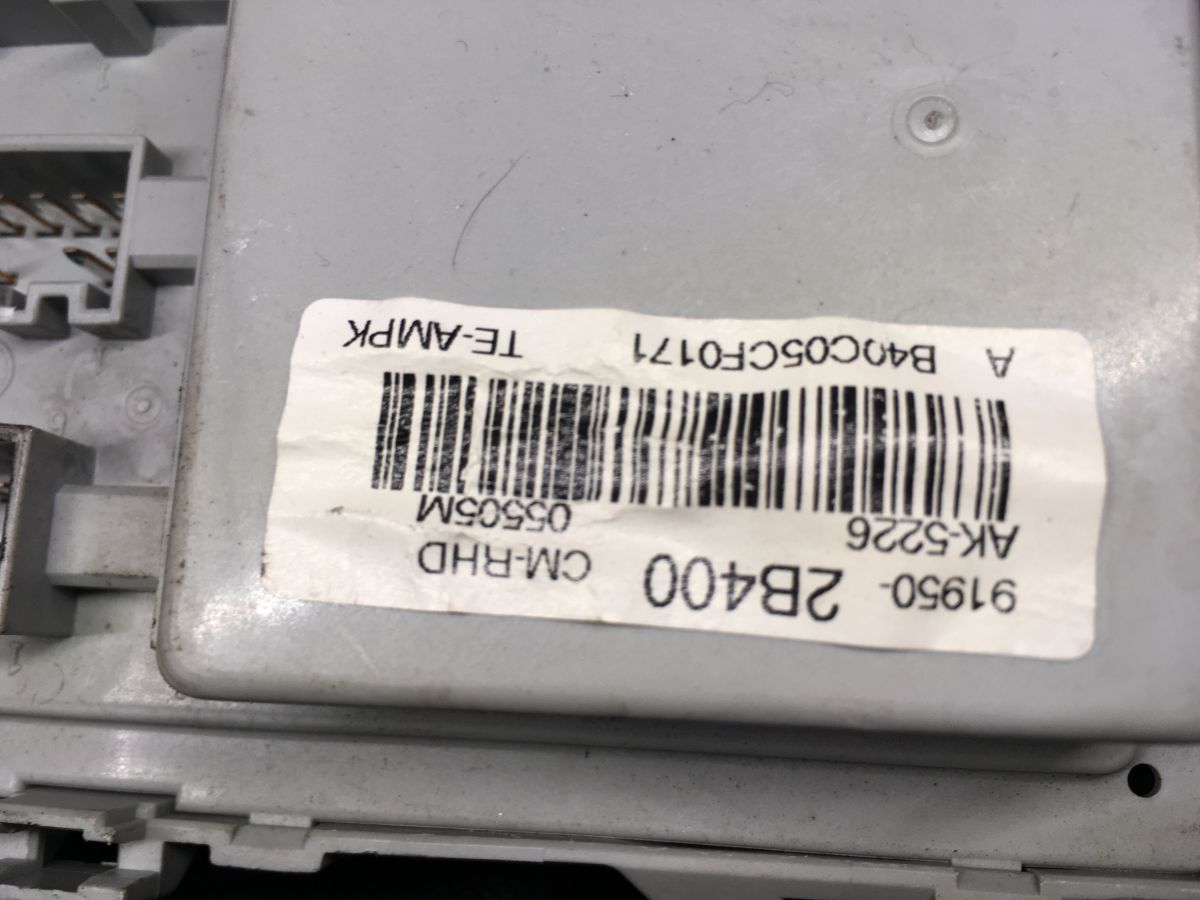 91950-2B400 CM-RHD
AK-5226 05505M
A B40C05CF0171 TE-AMPK